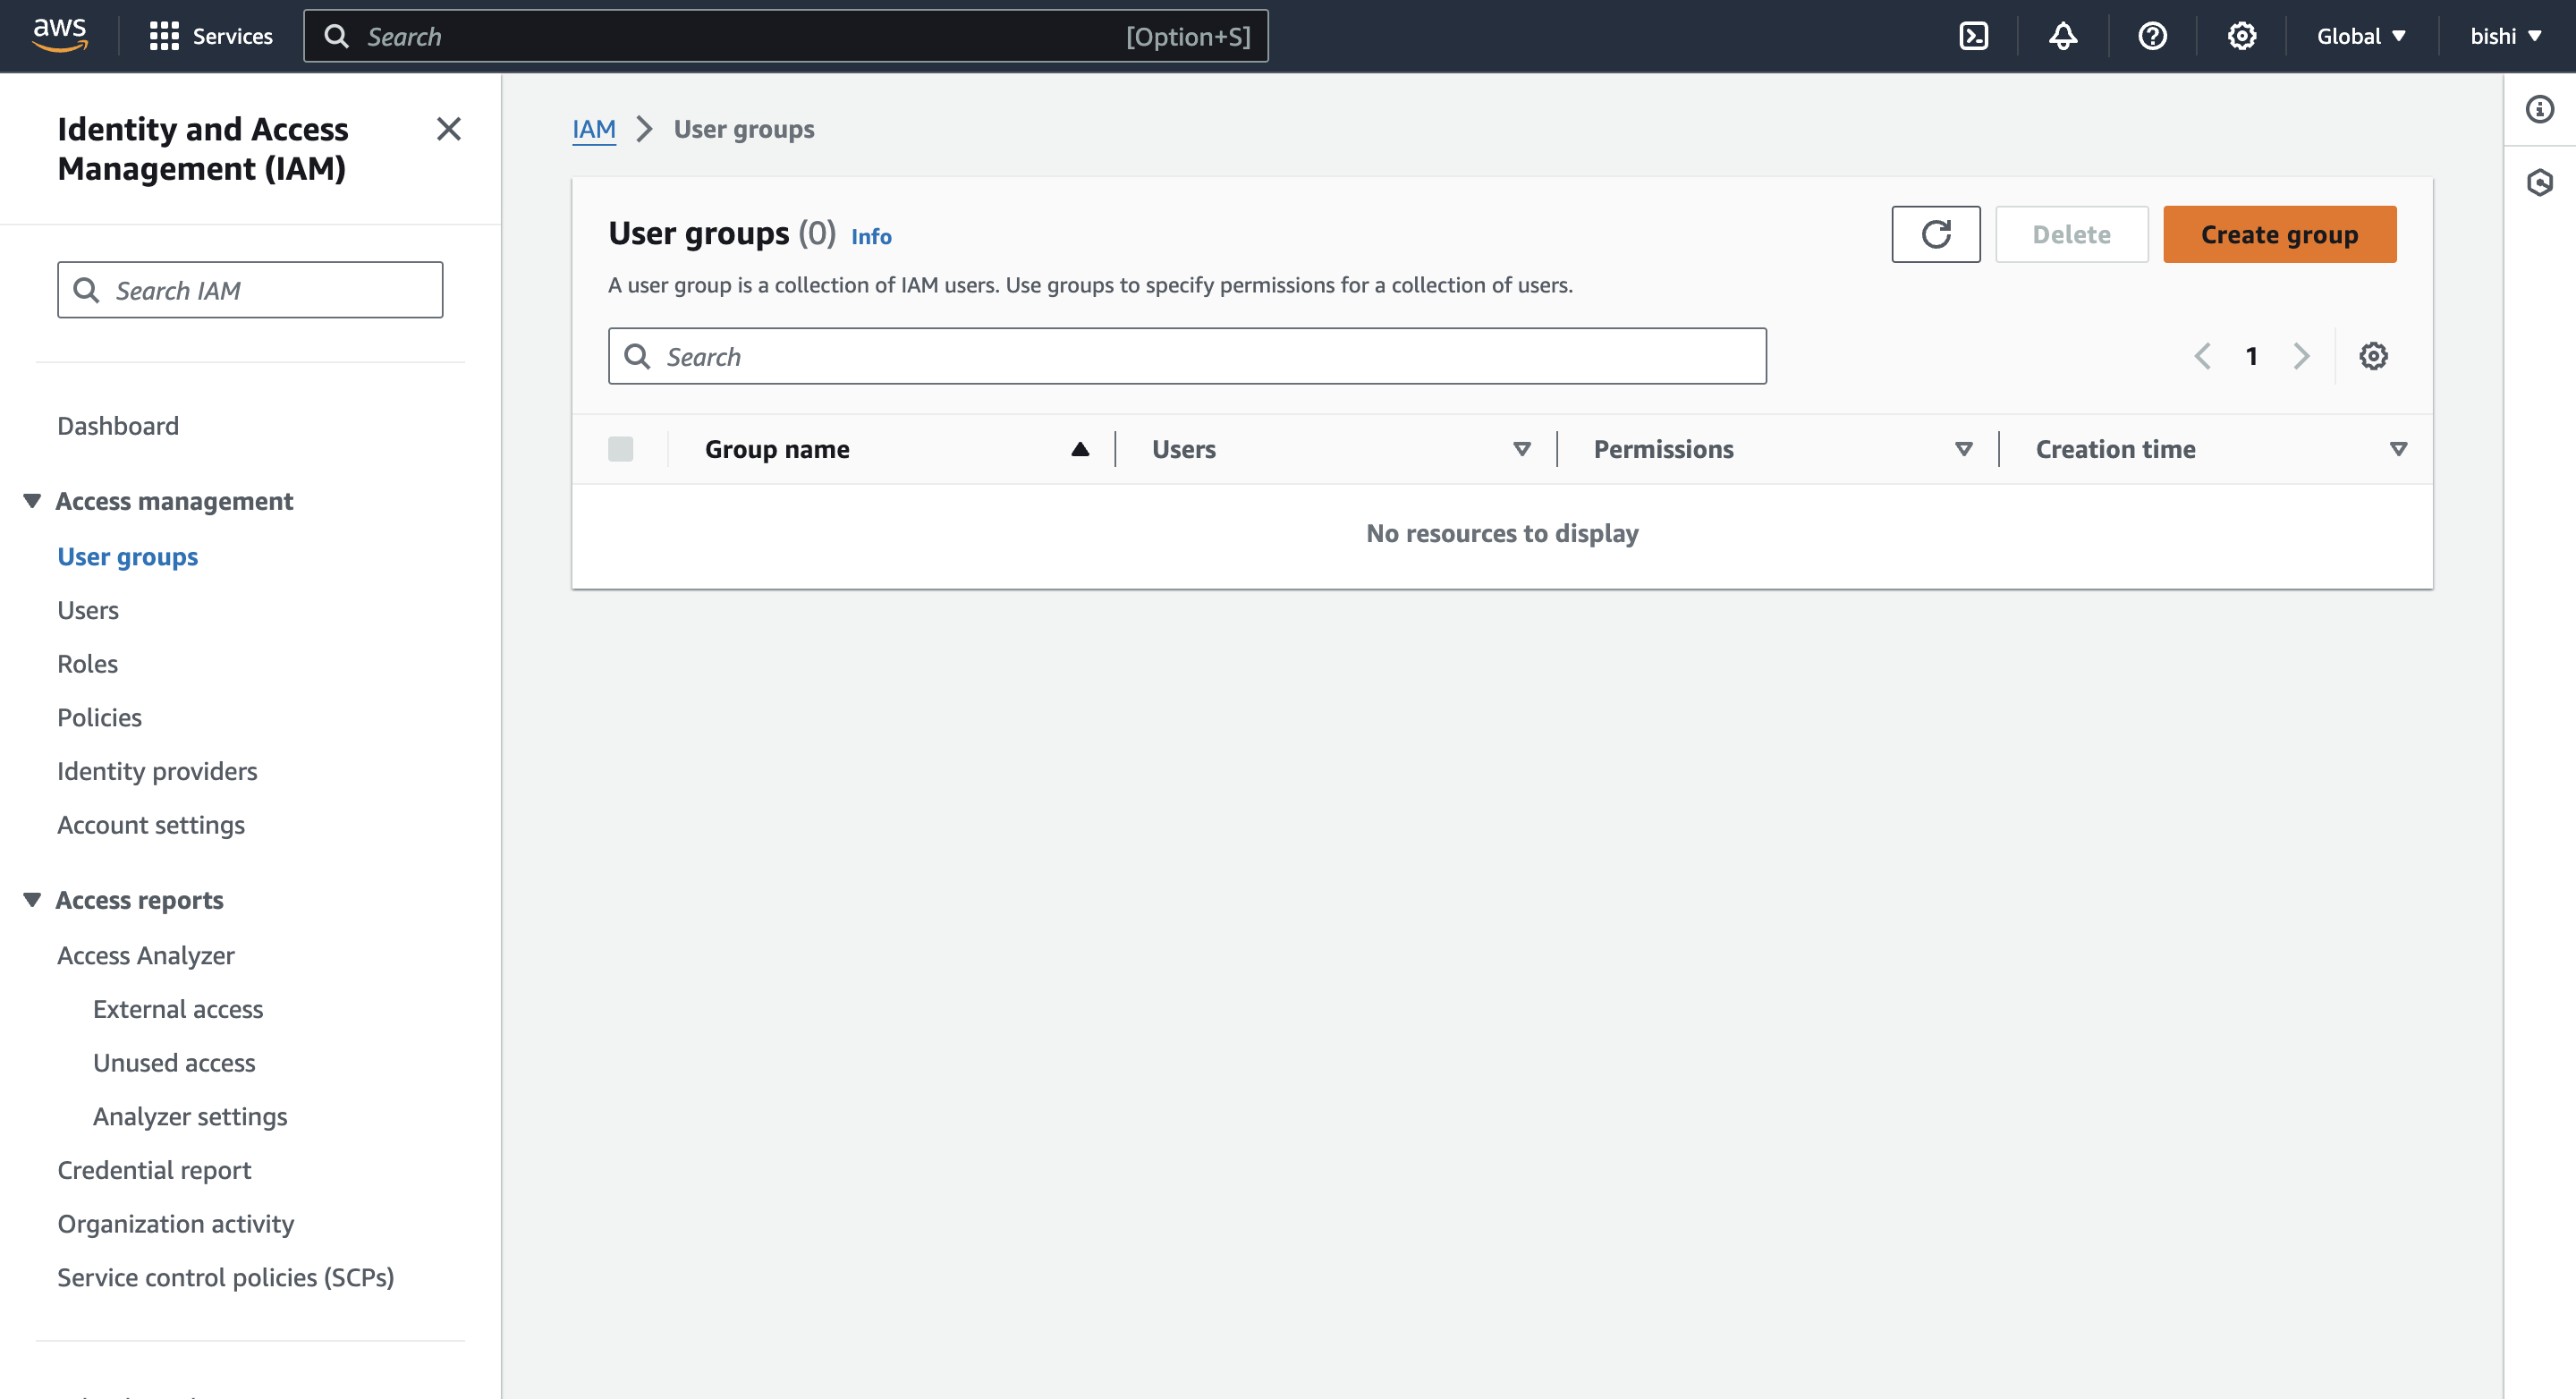 aws
Services
Search
[Option+S]
Global
bishi
Identity and Access
Management (IAM)
Search IAM
Dashboard
Access management
User groups
Users
Roles
Policies
Identity providers
Account settings
Access reports
Access Analyzer
External access
Unused access
Analyzer settings
Credential report
Organization activity
Service control policies (SCPs)
IAM
User groups
User groups (0) Info
Delete
Create group
A user group is a collection of IAM users. Use groups to specify permissions for a collection of users.
Search
1
Group name
Users
Permissions
Creation time
No resources to display